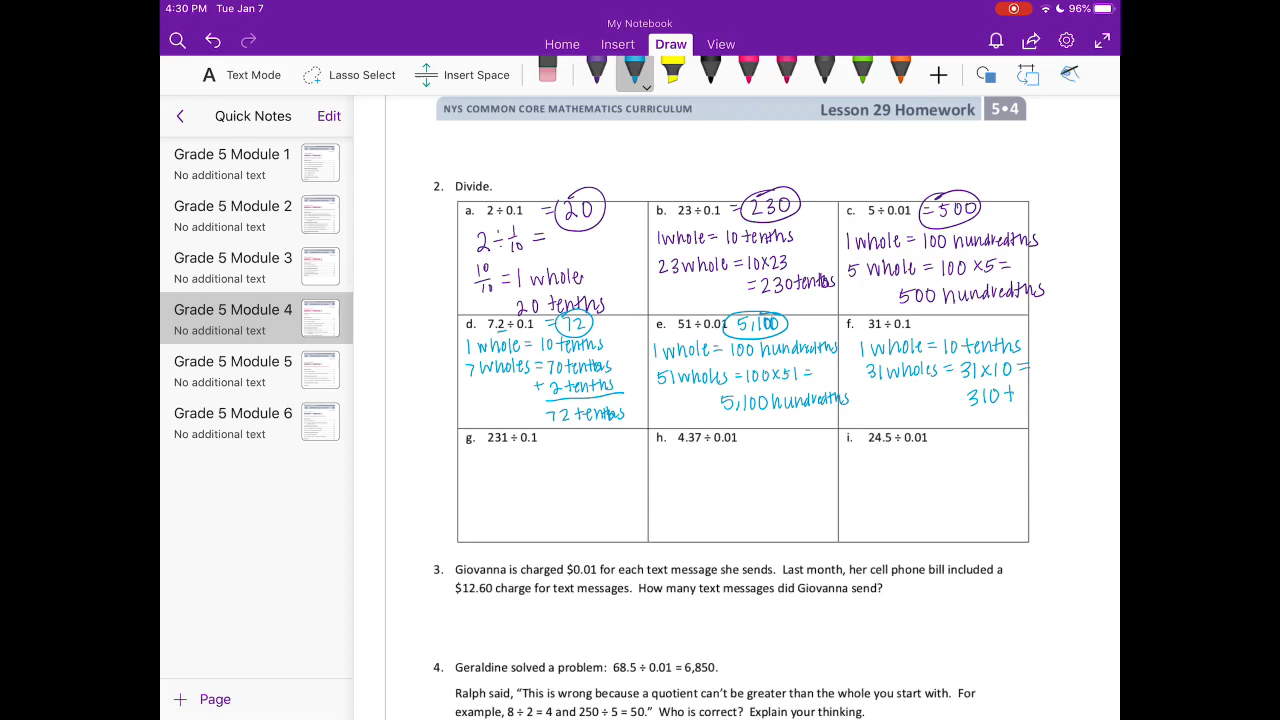 4:30 PM Tue Jan 7
96%
My Notebook
Home Insert Draw View
Text Mode Lasso Select Insert Space
Quick Notes Edit
Grade 5 Module 1
No additional text
Grade 5 Module 2
No additional text
Grade 5 Module 3
No additional text
Grade 5 Module 4
No additional text
Grade 5 Module 5
No additional text
Grade 5 Module 6
No additional text
Page
NYS COMMON CORE MATHEMATICS CURRICULUM Lesson 29 Homework 5•4
2. Divide.
2 ÷ 0.1 = 20
2 ÷ 1/10 =
10/10 = 1 whole
20 tenths
b. 23 ÷ 0.1 = 230
1 whole = 10 tenths
23 whole = 10 x 23
= 230 tenths
c. 5 ÷ 0.01 = 500
1 whole = 100 hundredths
5 whole = 100 x 5 =
500 hundredths
d. 7.2 ÷ 0.1 = 72
1 whole = 10 tenths
7 wholes = 70 tenths
+ 2 tenths
72 tenths
e. 51 ÷ 0.01 100
1 whole = 100 hundredths
51 wholes = 100 x 51 =
5,100 hundredths
f. 31 ÷ 0.1
1 whole = 10 tenths
31 wholes = 31 x 10 =
310 t
g. 231 ÷ 0.1
h. 4.37 ÷ 0.01
i. 24.5 ÷ 0.01
3. Giovanna is charged $0.01 for each text message she sends. Last month, her cell phone bill included a
$12.60 charge for text messages. How many text messages did Giovanna send?
4. Geraldine solved a problem: 68.5 ÷ 0.01 = 6,850.
Ralph said, “This is wrong because a quotient can’t be greater than the whole you start with. For
example, 8 ÷ 2 = 4 and 250 ÷ 5 = 50.” Who is correct? Explain your thinking.